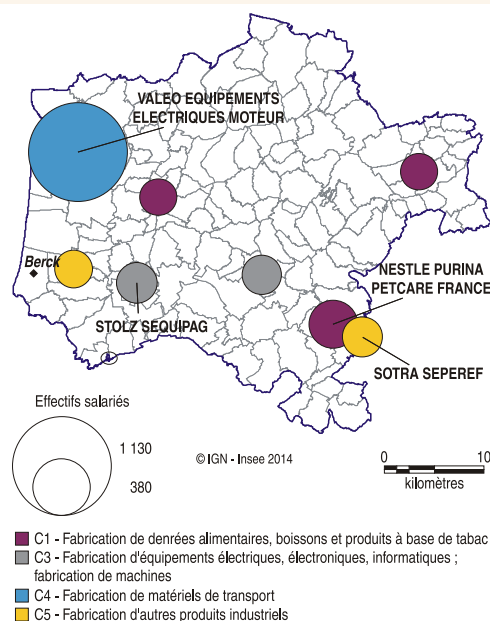 VALEO EQUIPEMENTS
ELECTRIQUES MOTEUR
Berck
NESTLE PURINA
PETCARE FRANCE
STOLZ SEQUIPAG
SOTRA SEPEREF
Effectifs salariés
1 130
380
© IGN - Insee 2014
0 10
kilomètres
C1 - Fabrication de denrées alimentaires, boissons et produits à base de tabac
C3 - Fabrication d'équipements électriques, électroniques, informatiques ;
fabrication de machines
C4 - Fabrication de matériels de transport
C5 - Fabrication d'autres produits industriels